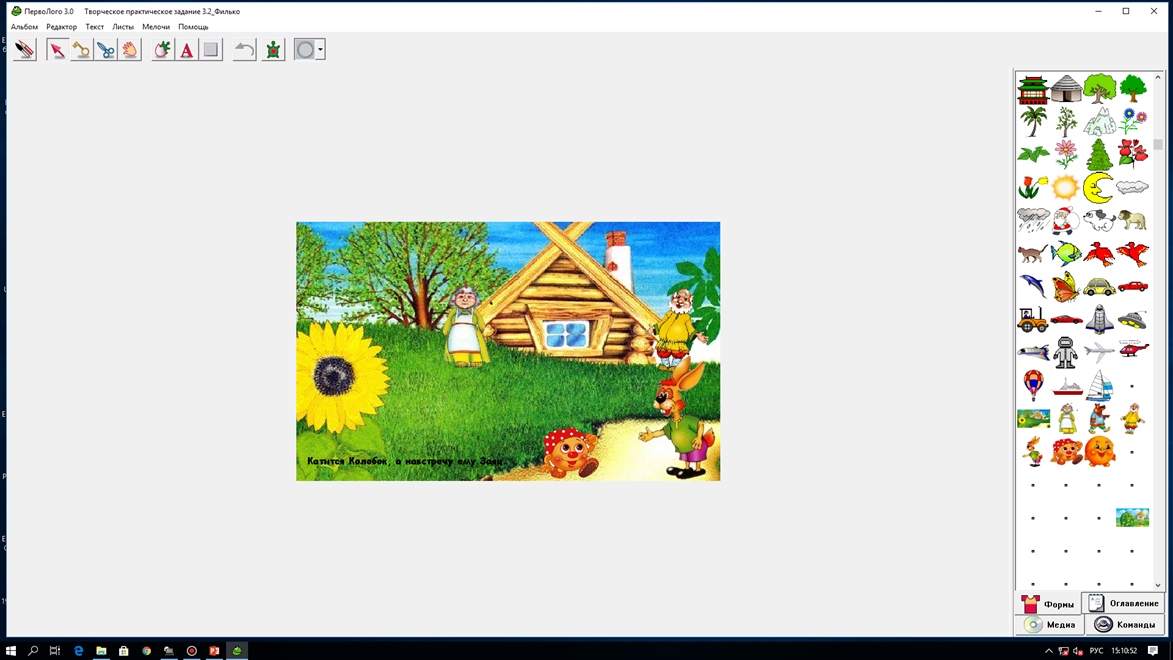 ПервоЛого 3.0 Творческое практическое задание 3.2_Филько
Альбом Редактор Текст Листы Мелочи Помощь
A
Катится Колобок, а навстречу ему Заяц.
Формы Оглавление
Медиа Команды
РУС 15:10:52